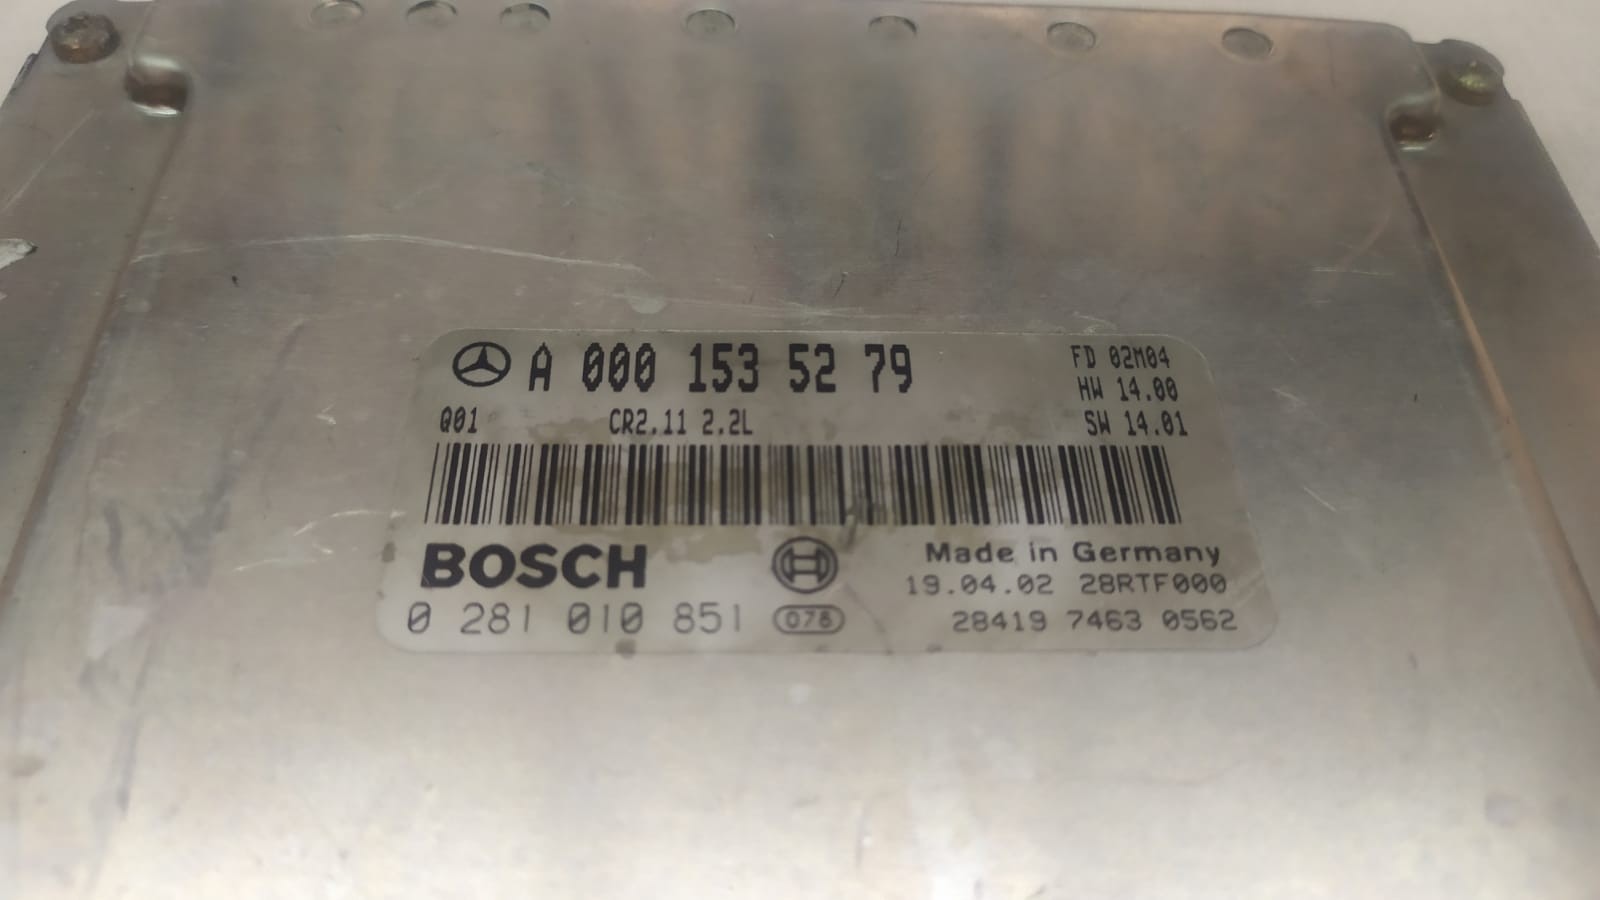 A 000 153 52 79
FD 02M04
HW 14.00
Q01 CR2.11 2.2L SW 14.01
BOSCH
Made in Germany
19.04.02 28RTF000
0 281 010 851 078 28419 7463 0562